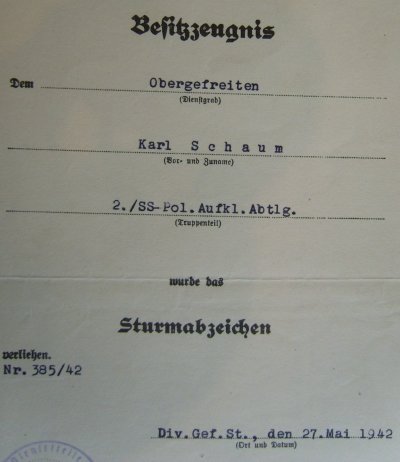 Besitzzeugnis
Dem Obergefreiten
(Dienstgrad)
Karl Schaum
(Vor- und Zuname)
2./SS-Pol.Aufkl.Abtlg.
(Truppenteil)
wurde das
Sturmabzeichen
verliehen.
Nr. 385/42
Div.Gef.St., den 27.Mai 1942
(Ort und Datum)
Dienststelle